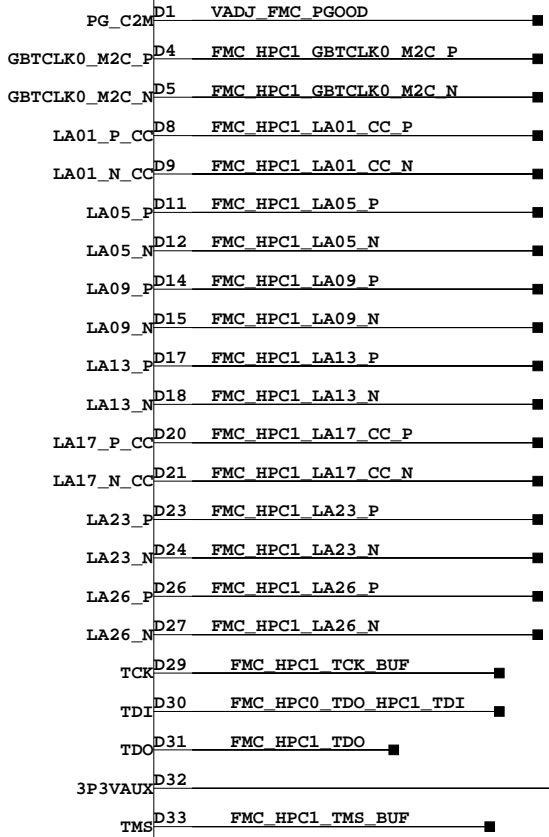 PG_C2M D1 VADJ_FMC_PGOOD
GBTCLK0_M2C_P D4 FMC_HPC1_GBTCLK0_M2C_P
GBTCLK0_M2C_N D5 FMC_HPC1_GBTCLK0_M2C_N
LA01_P_CC D8 FMC_HPC1_LA01_CC_P
LA01_N_CC D9 FMC_HPC1_LA01_CC_N
LA05_P D11 FMC_HPC1_LA05_P
LA05_N D12 FMC_HPC1_LA05_N
LA09_P D14 FMC_HPC1_LA09_P
LA09_N D15 FMC_HPC1_LA09_N
LA13_P D17 FMC_HPC1_LA13_P
LA13_N D18 FMC_HPC1_LA13_N
LA17_P_CC D20 FMC_HPC1_LA17_CC_P
LA17_N_CC D21 FMC_HPC1_LA17_CC_N
LA23_P D23 FMC_HPC1_LA23_P
LA23_N D24 FMC_HPC1_LA23_N
LA26_P D26 FMC_HPC1_LA26_P
LA26_N D27 FMC_HPC1_LA26_N
TCK D29 FMC_HPC1_TCK_BUF
TDI D30 FMC_HPC0_TDO_HPC1_TDI
TDO D31 FMC_HPC1_TDO
3P3VAUX D32
TMS D33 FMC_HPC1_TMS_BUF